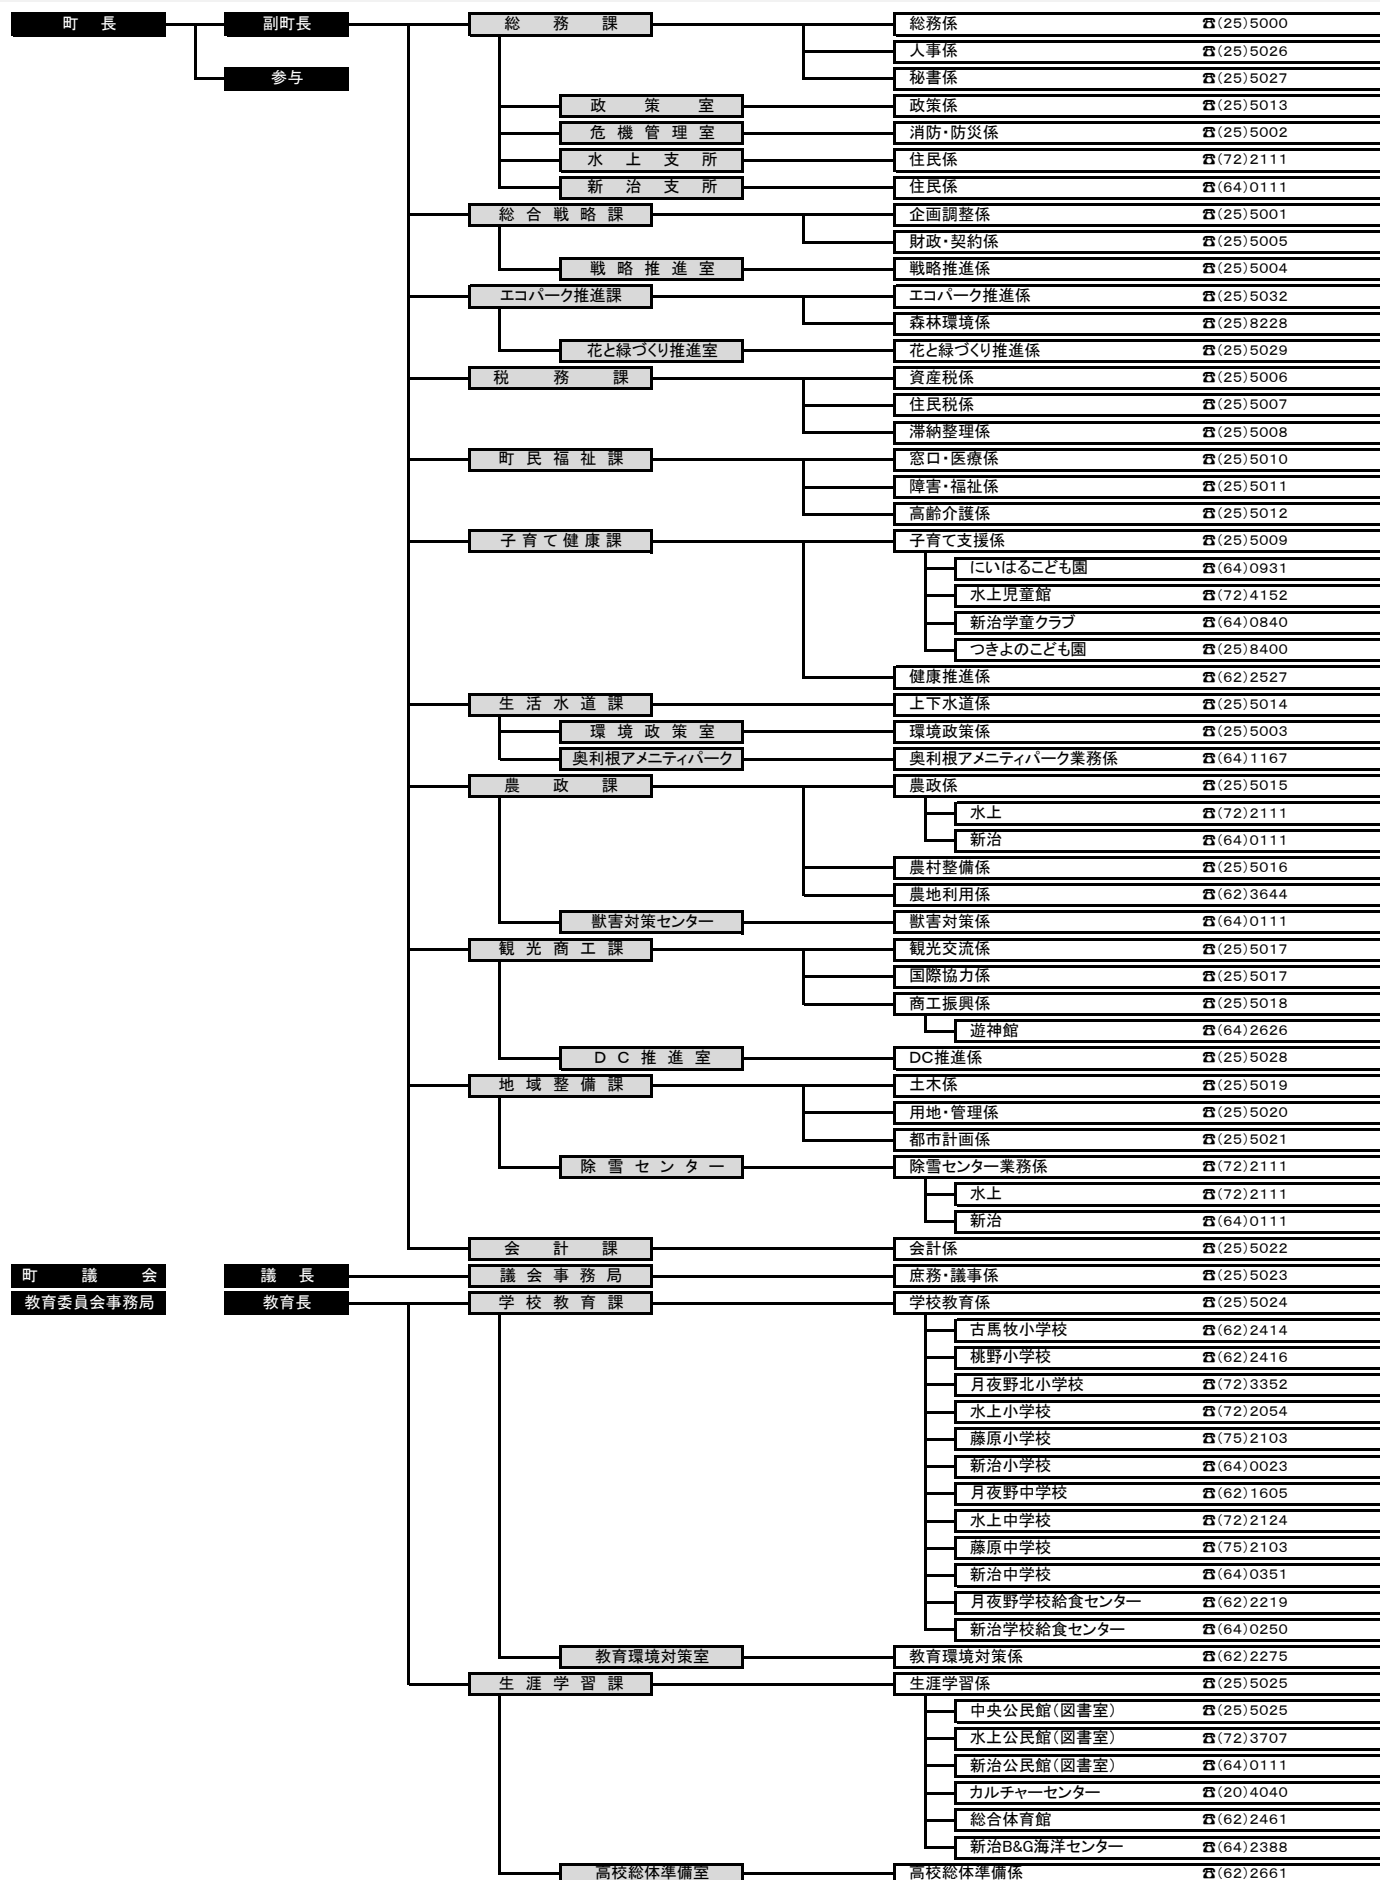 町 長 副町長 総 務 課 総務係 ☎(25)5000
人事係 ☎(25)5026
参与 秘書係 ☎(25)5027
政 策 室 政策係 ☎(25)5013
危 機 管 理 室 消防・防災係 ☎(25)5002
水 上 支 所 住民係 ☎(72)2111
新 治 支 所 住民係 ☎(64)0111
総 合 戦 略 課 企画調整係 ☎(25)5001
財政・契約係 ☎(25)5005
戦 略 推 進 室 戦略推進係 ☎(25)5004
エコパーク推進課 エコパーク推進係 ☎(25)5032
森林環境係 ☎(25)8228
花と緑づくり推進室 花と緑づくり推進係 ☎(25)5029
税 務 課 資産税係 ☎(25)5006
住民税係 ☎(25)5007
滞納整理係 ☎(25)5008
町 民 福 祉 課 窓口・医療係 ☎(25)5010
障害・福祉係 ☎(25)5011
高齢介護係 ☎(25)5012
子 育 て 健 康 課 子育て支援係 ☎(25)5009
にいはるこども園 ☎(64)0931
水上児童館 ☎(72)4152
新治学童クラブ ☎(64)0840
つきよのこども園 ☎(25)8400
健康推進係 ☎(62)2527
生 活 水 道 課 上下水道係 ☎(25)5014
環 境 政 策 室 環境政策係 ☎(25)5003
奥利根アメニティパーク 奥利根アメニティパーク業務係 ☎(64)1167
農 政 課 農政係 ☎(25)5015
水上 ☎(72)2111
新治 ☎(64)0111
農村整備係 ☎(25)5016
農地利用係 ☎(62)3644
獣害対策センター 獣害対策係 ☎(64)0111
観 光 商 工 課 観光交流係 ☎(25)5017
国際協力係 ☎(25)5017
商工振興係 ☎(25)5018
遊神館 ☎(64)2626
D C 推 進 室 DC推進係 ☎(25)5028
地 域 整 備 課 土木係 ☎(25)5019
用地・管理係 ☎(25)5020
都市計画係 ☎(25)5021
除 雪 セ ン タ ー 除雪センター業務係 ☎(72)2111
水上 ☎(72)2111
新治 ☎(64)0111
会 計 課 会計係 ☎(25)5022
町 議 会 議 長 議 会 事 務 局 庶務・議事係 ☎(25)5023
教育委員会事務局 教育長 学 校 教 育 課 学校教育係 ☎(25)5024
古馬牧小学校 ☎(62)2414
桃野小学校 ☎(62)2416
月夜野北小学校 ☎(72)3352
水上小学校 ☎(72)2054
藤原小学校 ☎(75)2103
新治小学校 ☎(64)0023
月夜野中学校 ☎(62)1605
水上中学校 ☎(72)2124
藤原中学校 ☎(75)2103
新治中学校 ☎(64)0351
月夜野学校給食センター ☎(62)2219
新治学校給食センター ☎(64)0250
教育環境対策室 教育環境対策係 ☎(62)2275
生 涯 学 習 課 生涯学習係 ☎(25)5025
中央公民館(図書室) ☎(25)5025
水上公民館(図書室) ☎(72)3707
新治公民館(図書室) ☎(64)0111
カルチャーセンター ☎(20)4040
総合体育館 ☎(62)2461
新治B&G海洋センター ☎(64)2388
高校総体準備室 高校総体準備係 ☎(62)2661